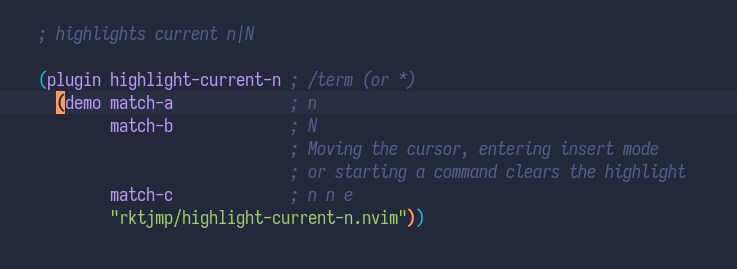 ; highlights current n|N
(plugin highlight-current-n ; /term (or *)
(demo match-a ; n
match-b ; N
; Moving the cursor, entering insert mode
; or starting a command clears the highlight
match-c ; n n e
"rktjmp/highlight-current-n.nvim"))